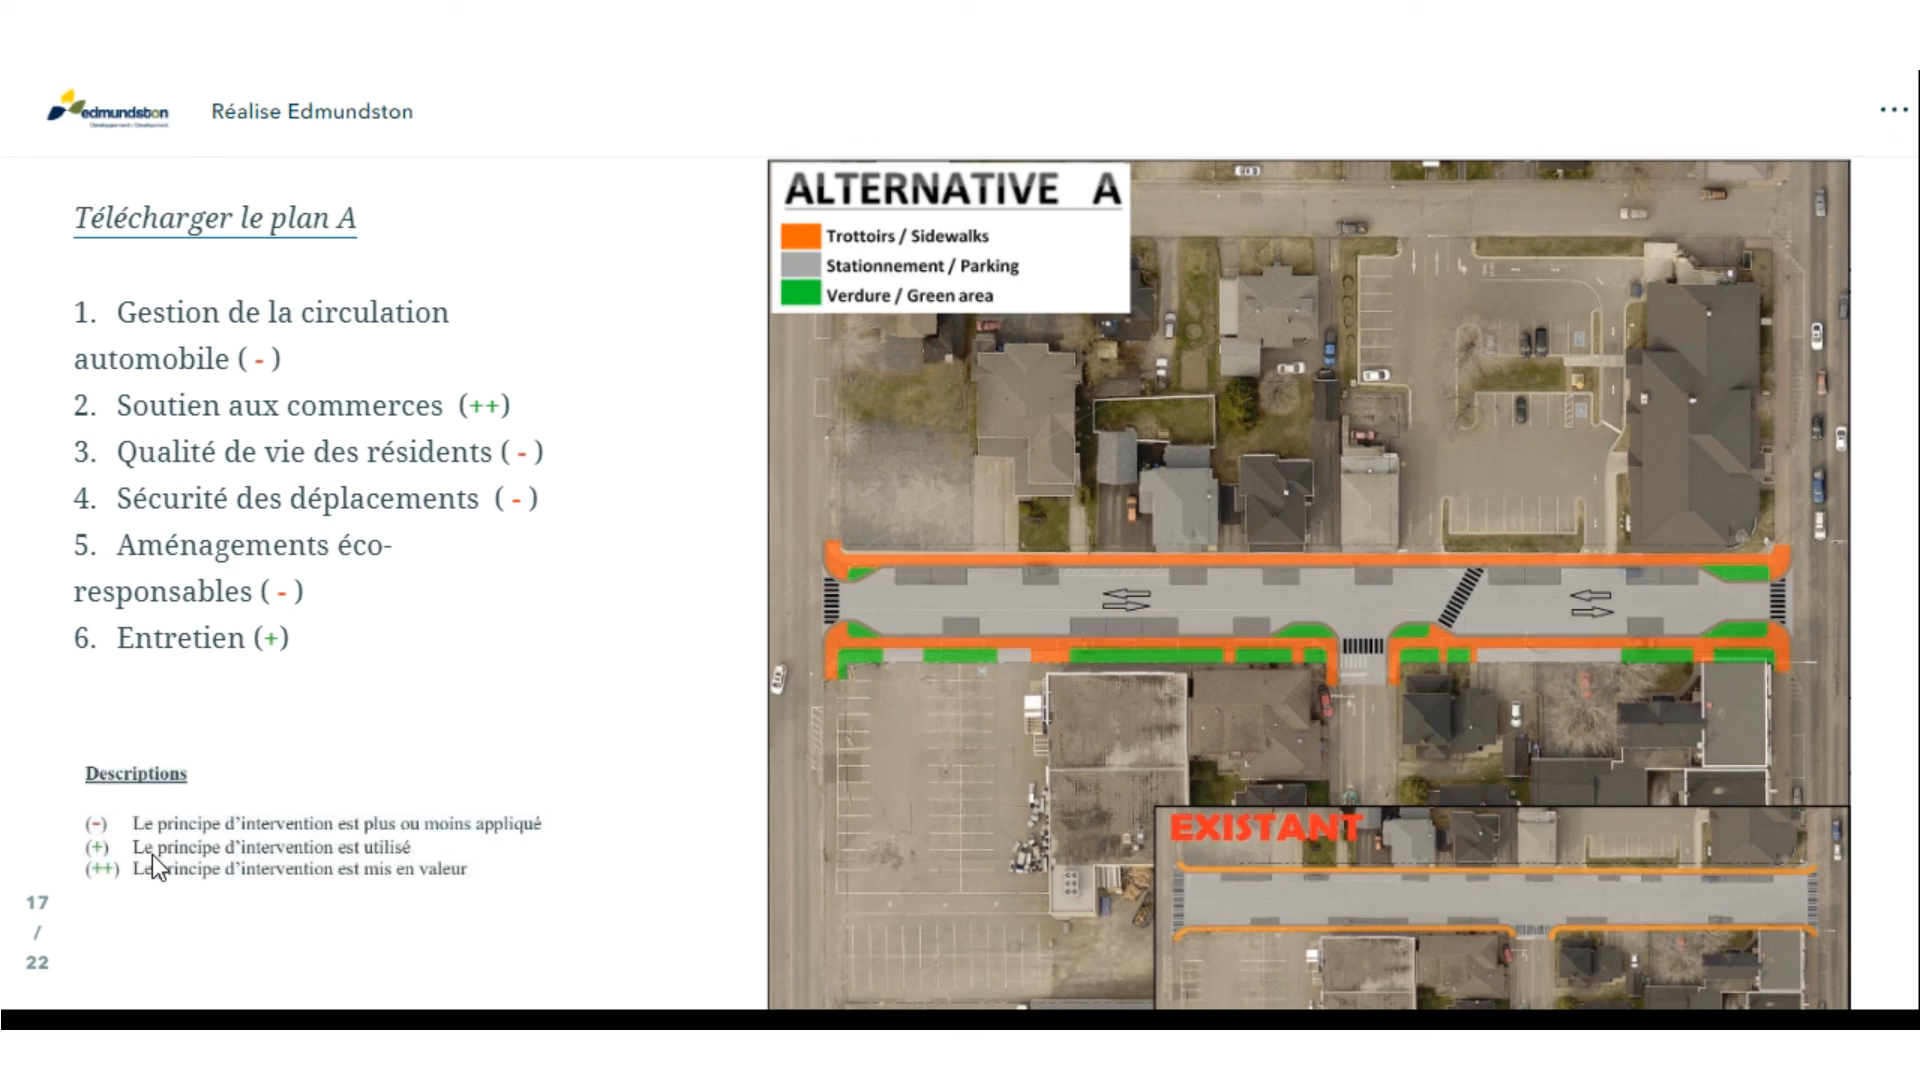 edmundston
Réalise Edmundston
Télécharger le plan A
1. Gestion de la circulation
automobile ( - )
2. Soutien aux commerces (++)
3. Qualité de vie des résidents ( - )
4. Sécurité des déplacements ( - )
5. Aménagements éco-
responsables ( - )
6. Entretien (+)
Descriptions
(-) Le principe d'intervention est plus ou moins appliqué
(+) Le principe d'intervention est utilisé
(++) Le principe d'intervention est mis en valeur
17
/
22
ALTERNATIVE A
Trottoirs / Sidewalks
Stationnement / Parking
Verdure / Green area
EXISTANT